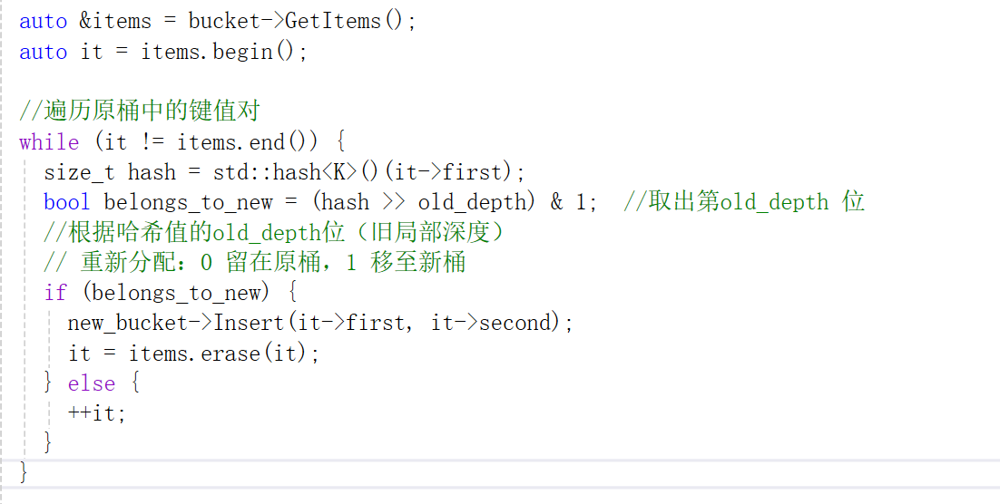 auto &items = bucket->GetItems();
auto it = items.begin();
//遍历原桶中的键值对
while (it != items.end()) {
size_t hash = std::hash<K>()(it->first);
bool belongs_to_new = (hash >> old_depth) & 1;  //取出第old_depth 位
//根据哈希值的old_depth位（旧局部深度）
// 重新分配：0 留在原桶，1 移至新桶
if (belongs_to_new) {
new_bucket->Insert(it->first, it->second);
it = items.erase(it);
} else {
++it;
}
}